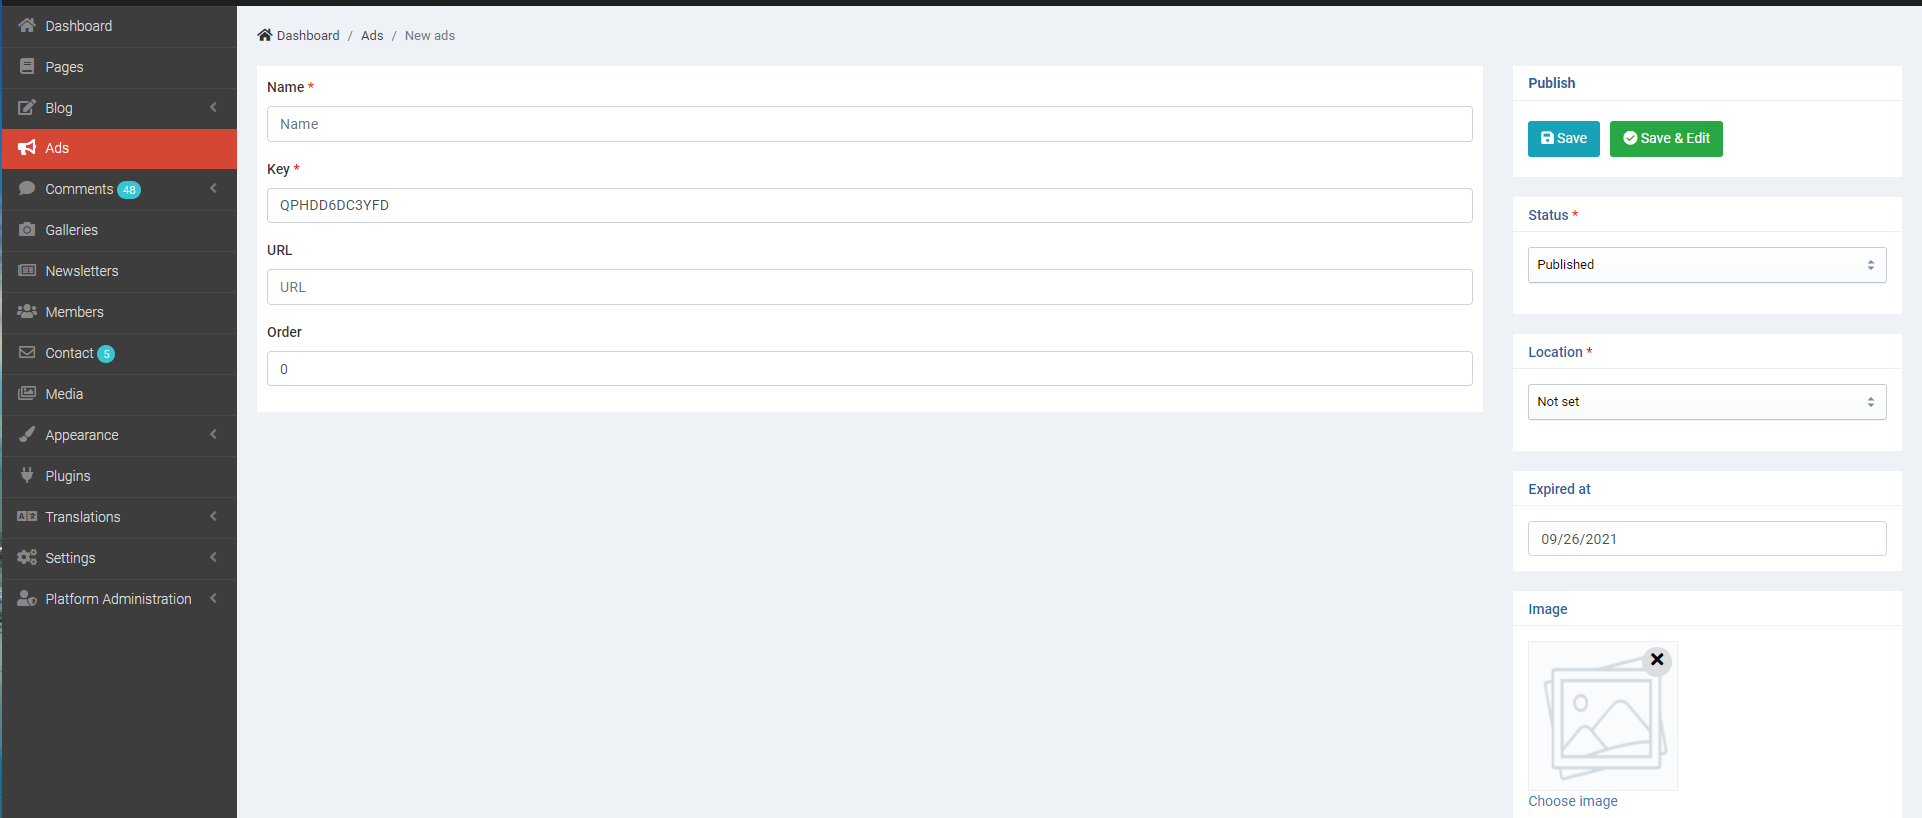 Dashboard
Pages
Blog
Ads
Comments 48
Galleries
Newsletters
Members
Contact 5
Media
Appearance
Plugins
Translations
Settings
Platform Administration
Dashboard / Ads / New ads
Name *
Name
Key *
QPHDD6DC3YFD
URL
URL
Order
0
Publish
Save Save & Edit
Status *
Published
Location *
Not set
Expired at
09/26/2021
Image
Choose image